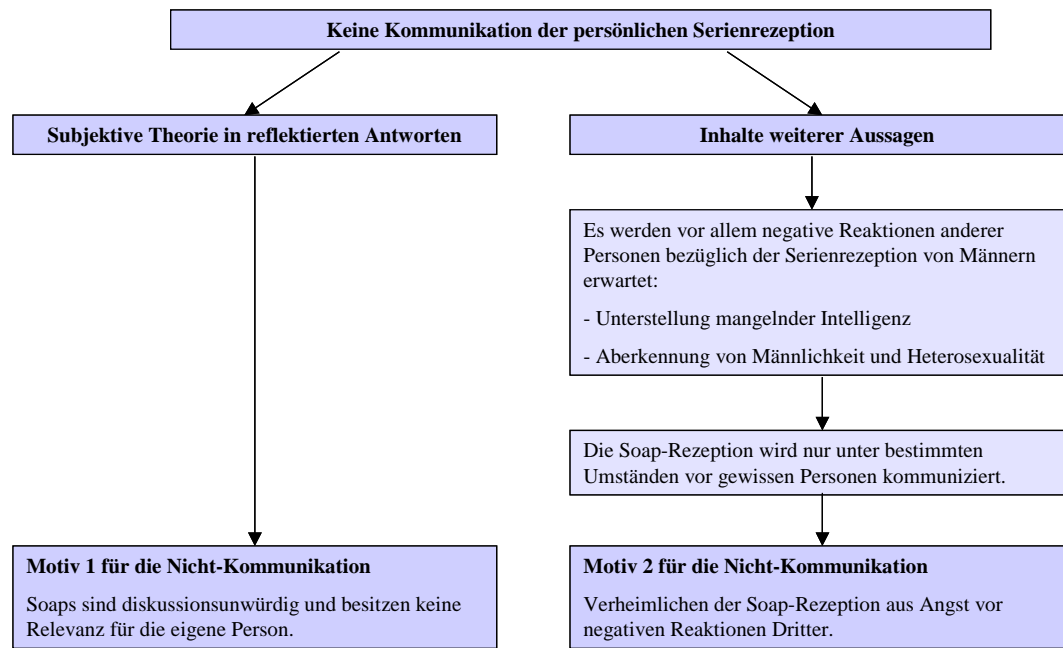 Keine Kommunikation der persönlichen Serienrezeption
Subjektive Theorie in reflektierten Antworten
Inhalte weiterer Aussagen
Es werden vor allem negative Reaktionen anderer
Personen bezüglich der Serienrezeption von Männern
erwartet:
- Unterstellung mangelnder Intelligenz
- Aberkennung von Männlichkeit und Heterosexualität
Die Soap-Rezeption wird nur unter bestimmten
Umständen vor gewissen Personen kommuniziert.
Motiv 1 für die Nicht-Kommunikation
Soaps sind diskussionsunwürdig und besitzen keine
Relevanz für die eigene Person.
Motiv 2 für die Nicht-Kommunikation
Verheimlichen der Soap-Rezeption aus Angst vor
negativen Reaktionen Dritter.